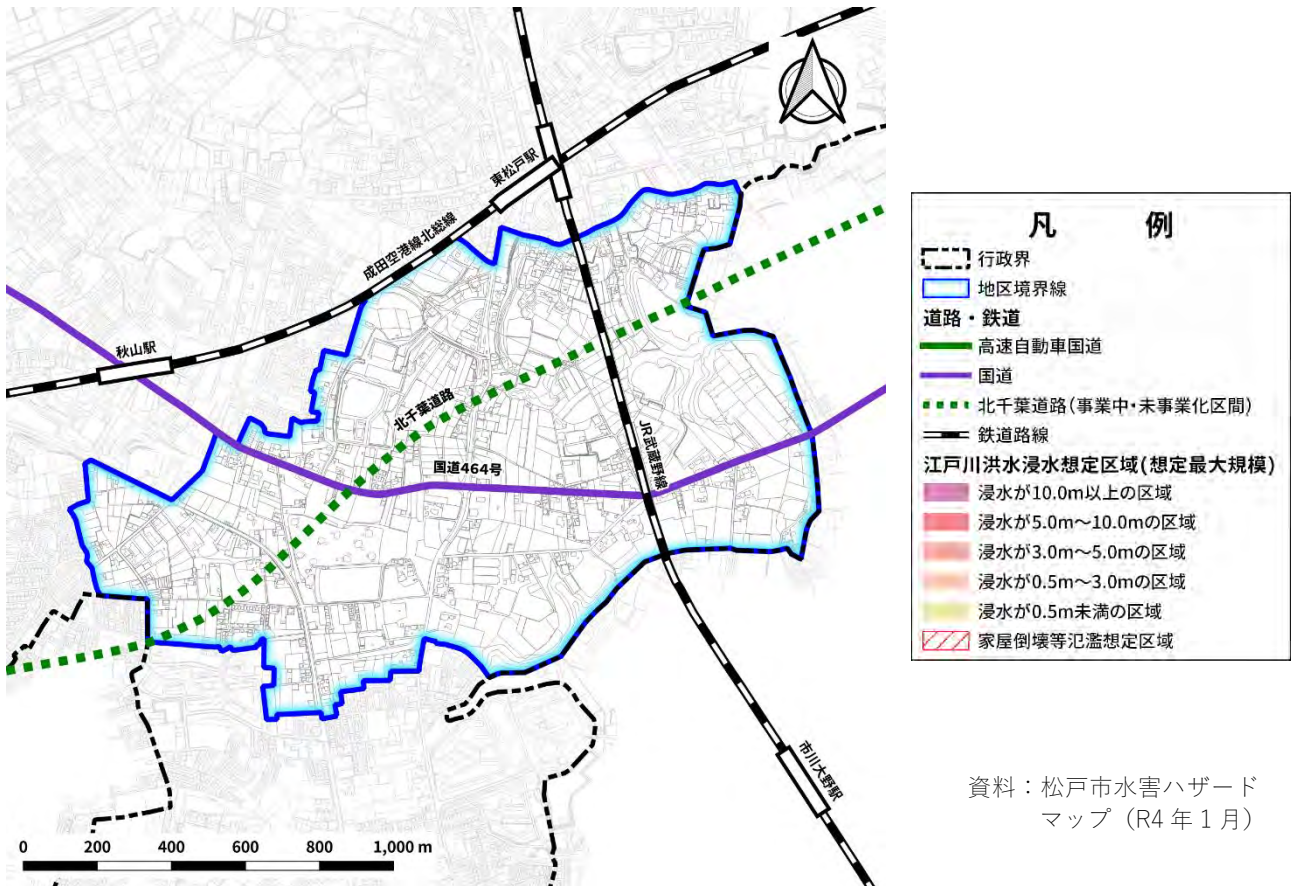 東松戸駅
成田空港線北総線
秋山駅
北千葉道路
JR武蔵野線
国道464号
市川大野駅
0 200 400 600 800 1,000 m
凡 例
行政界
地区境界線
道路・鉄道
高速自動車国道
国道
北千葉道路(事業中・未事業化区間)
鉄道路線
江戸川洪水浸水想定区域(想定最大規模)
浸水が10.0m以上の区域
浸水が5.0m～10.0mの区域
浸水が3.0m～5.0mの区域
浸水が0.5m～3.0mの区域
浸水が0.5m未満の区域
家屋倒壊等氾濫想定区域
資料：松戸市水害ハザード
マップ（R4 年 1 月）